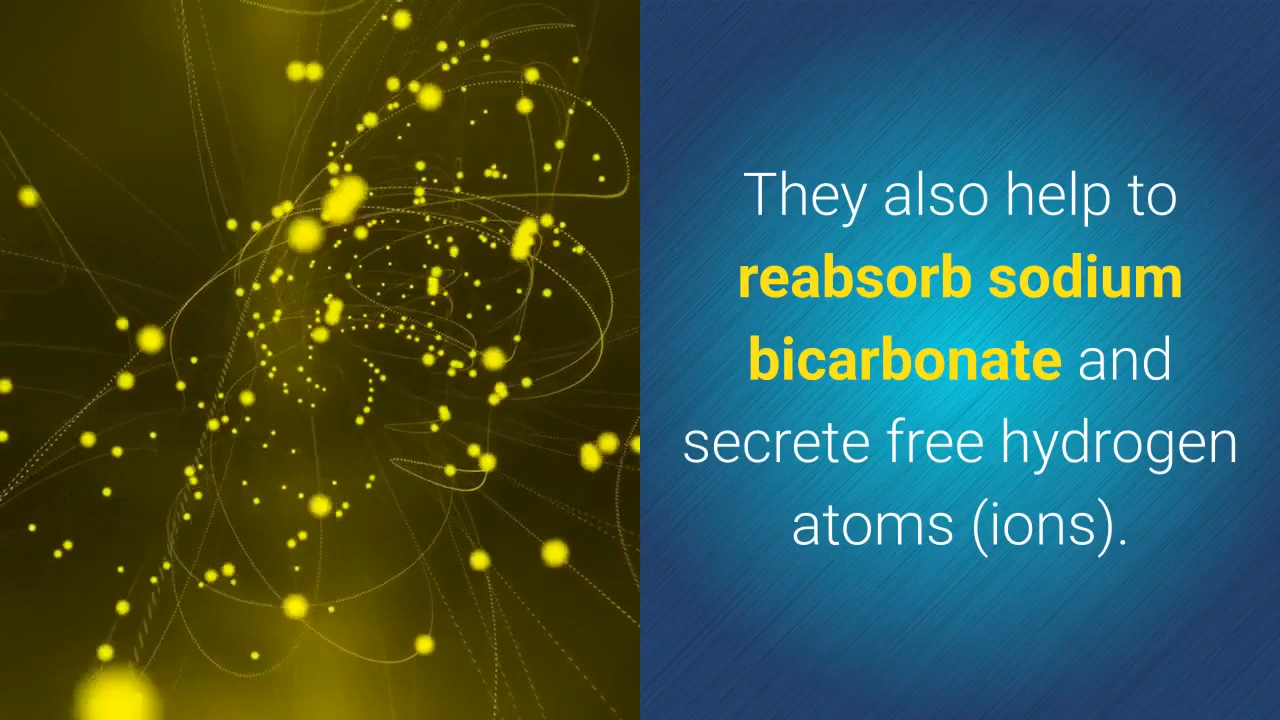 They also help to
reabsorb sodium
bicarbonate and
secrete free hydrogen
atoms (ions).